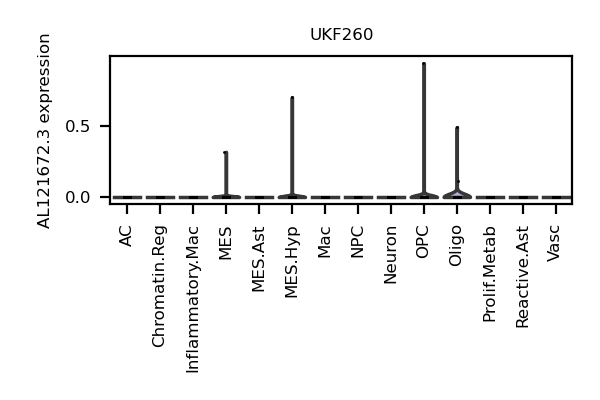 UKF260
AL121672.3 expression
0.5
0.0
AC
Chromatin.Reg
Inflammatory.Mac
MES
MES.Ast
MES.Hyp
Mac
NPC
Neuron
OPC
Oligo
Prolif.Metab
Reactive.Ast
Vasc